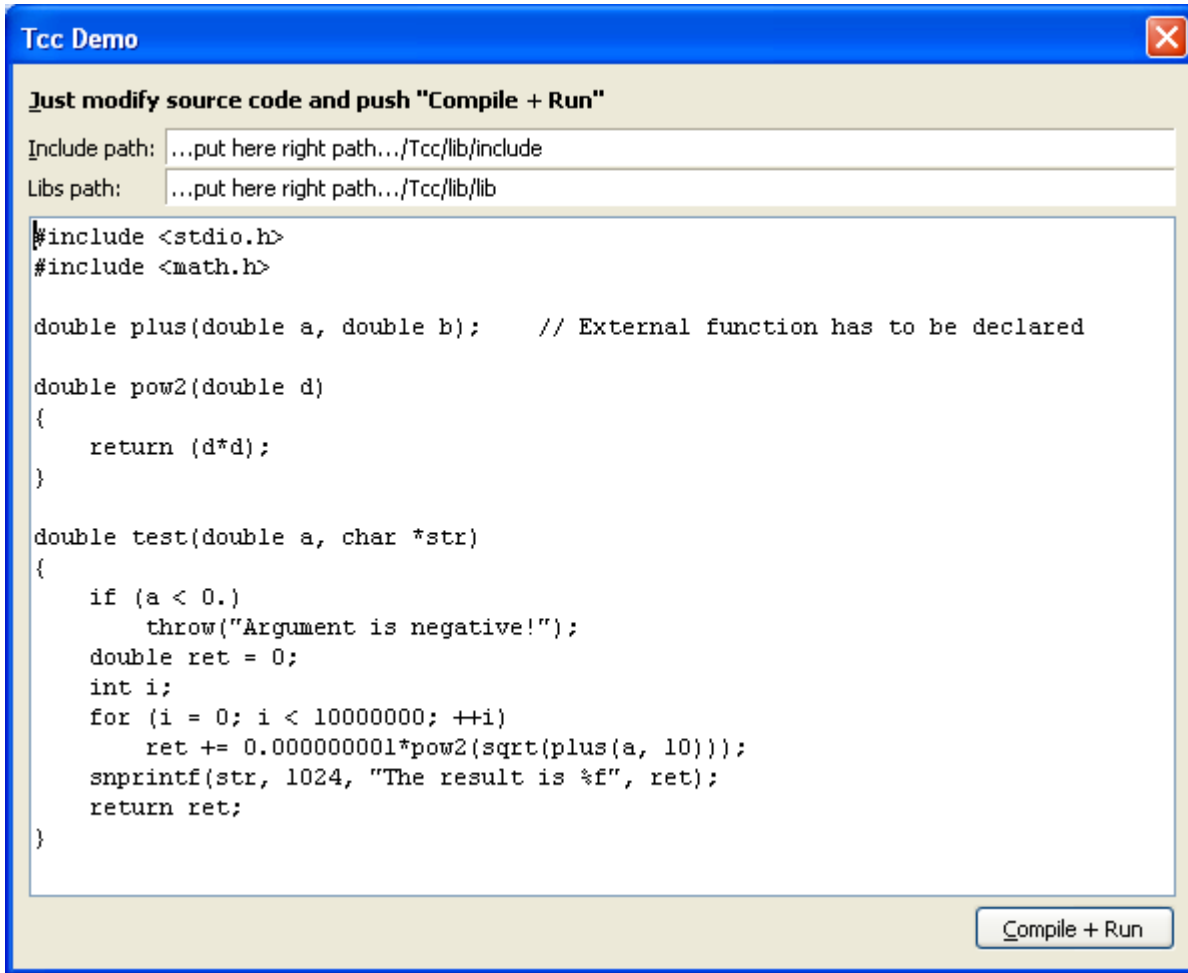 Tcc Demo
Just modify source code and push "Compile + Run"
Include path: ...put here right path.../Tcc/lib/include
Libs path: ...put here right path.../Tcc/lib/lib
#include <stdio.h>
#include <math.h>
double plus(double a, double b);    // External function has to be declared
double pow2(double d)
{
    return (d*d);
}
double test(double a, char *str)
{
    if (a < 0.)
        throw("Argument is negative!");
    double ret = 0;
    int i;
    for (i = 0; i < 10000000; ++i)
        ret += 0.000000001*pow2(sqrt(plus(a, 10)));
    snprintf(str, 1024, "The result is %f", ret);
    return ret;
}
Compile + Run